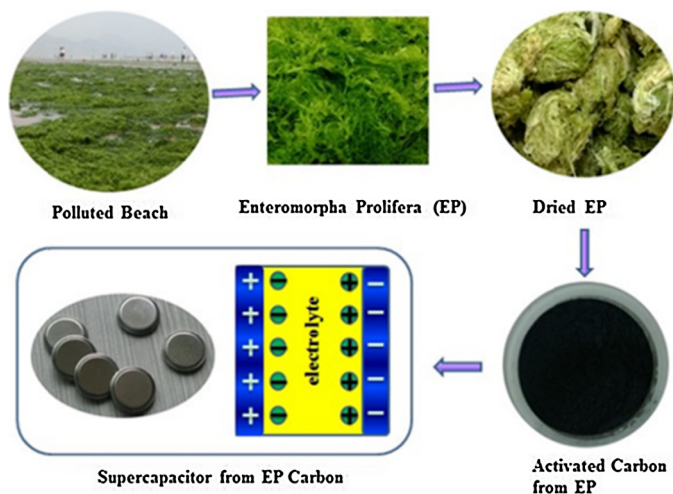 Polluted Beach
Enteromorpha Prolifera (EP)
Dried EP
electrolyte
Supercapacitor from EP Carbon
Activated Carbon
from EP